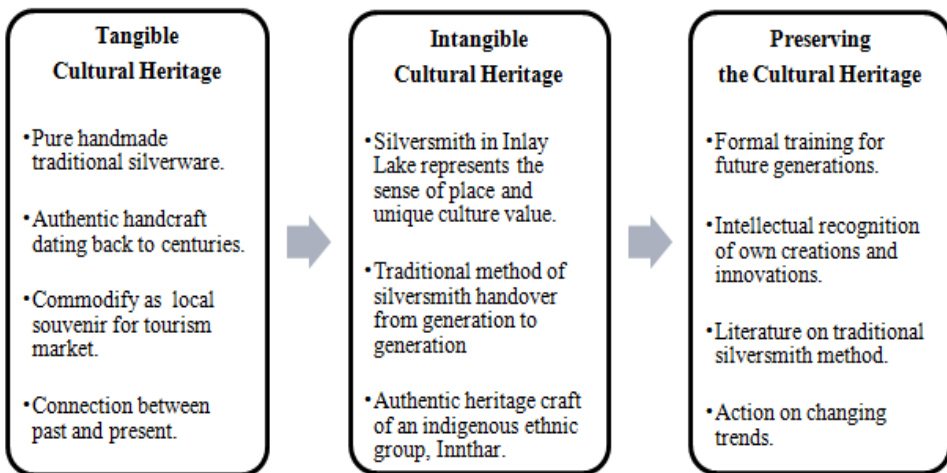 Tangible
Cultural Heritage
•Pure handmade
traditional silverware.
•Authentic handcraft
dating back to centuries.
•Commodify as local
souvenir for tourism
market.
•Connection between
past and present.
Intangible
Cultural Heritage
•Silversmith in Inlay
Lake represents the
sense of place and
unique culture value.
•Traditional method of
silversmith handover
from generation to
generation
•Authentic heritage craft
of an indigenous ethnic
group, Innthar.
Preserving
the Cultural Heritage
•Formal training for
future generations.
•Intellectual recognition
of own creations and
innovations.
•Literature on traditional
silversmith method.
•Action on changing
trends.